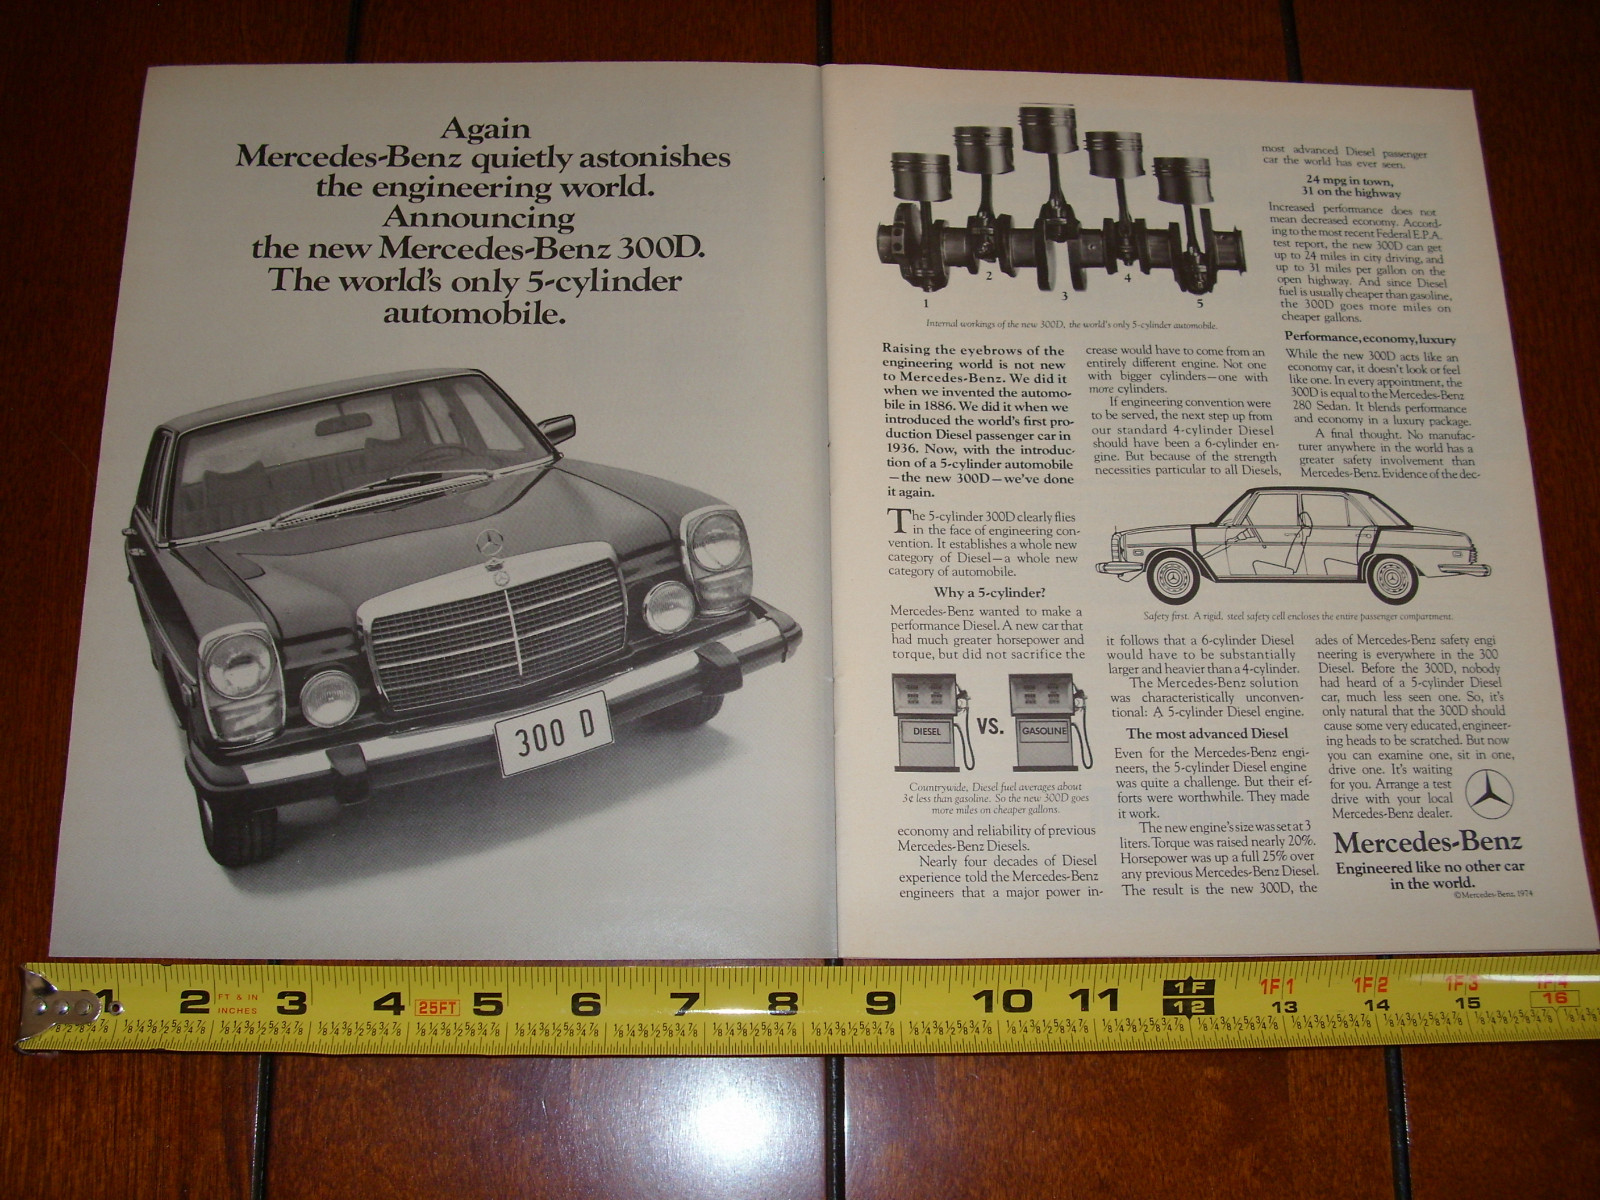 Again
Mercedes-Benz quietly astonishes
the engineering world.
Announcing
the new Mercedes-Benz 300D.
The world's only 5-cylinder
automobile.
300 D
1
2
3
4
5
Internal workings of the new 300D, the world's only 5-cylinder automobile.
Raising the eyebrows of the
engineering world is not new
to Mercedes-Benz. We did it
when we invented the automo-
bile in 1886. We did it when we
introduced the world's first pro-
duction Diesel passenger car in
1936. Now, with the introduc-
tion of a 5-cylinder automobile
—the new 300D—we've done
it again.
The 5-cylinder 300D clearly flies
in the face of engineering con-
vention. It establishes a whole new
category of Diesel—a whole new
category of automobile.
Why a 5-cylinder?
Mercedes-Benz wanted to make a
performance Diesel. A new car that
had much greater horsepower and
torque, but did not sacrifice the
DIESEL
VS.
GASOLINE
Countrywide, Diesel fuel averages about
3¢ less than gasoline. So the new 300D goes
more miles on cheaper gallons.
economy and reliability of previous
Mercedes-Benz Diesels.
Nearly four decades of Diesel
experience told the Mercedes-Benz
engineers that a major power in-
crease would have to come from an
entirely different engine. Not one
with bigger cylinders—one with
more cylinders.
If engineering convention were
to be served, the next step up from
our standard 4-cylinder Diesel
should have been a 6-cylinder en-
gine. But because of the strength
necessities particular to all Diesels,
Safety first. A rigid, steel safety cell encloses the entire passenger compartment.
it follows that a 6-cylinder Diesel
would have to be substantially
larger and heavier than a 4-cylinder.
The Mercedes-Benz solution
was characteristically unconven-
tional: A 5-cylinder Diesel engine.
The most advanced Diesel
Even for the Mercedes-Benz engi-
neers, the 5-cylinder Diesel engine
was quite a challenge. But their ef-
forts were worthwhile. They made
it work.
The new engine's size was set at 3
liters. Torque was raised nearly 20%.
Horsepower was up a full 25% over
any previous Mercedes-Benz Diesel.
The result is the new 300D, the
most advanced Diesel passenger
car the world has ever seen.
24 mpg in town,
31 on the highway
Increased performance does not
mean decreased economy. Accord-
ing to the most recent Federal E.P.A.
test report, the new 300D can get
up to 24 miles in city driving, and
up to 31 miles per gallon on the
open highway. And since Diesel
fuel is usually cheaper than gasoline,
the 300D goes more miles on
cheaper gallons.
Performance, economy, luxury
While the new 300D acts like an
economy car, it doesn't look or feel
like one. In every appointment, the
300D is equal to the Mercedes-Benz
280 Sedan. It blends performance
and economy in a luxury package.
A final thought. No manufac-
turer anywhere in the world has a
greater safety involvement than
Mercedes-Benz. Evidence of the dec-
ades of Mercedes-Benz safety engi
neering is everywhere in the 300
Diesel. Before the 300D, nobody
had heard of a 5-cylinder Diesel
car, much less seen one. So, it's
only natural that the 300D should
cause some very educated, engineer-
ing heads to be scratched. But now
you can examine one, sit in one,
drive one. It's waiting
for you. Arrange a test
drive with your local
Mercedes-Benz dealer.
Mercedes-Benz
Engineered like no other car
in the world.
©Mercedes-Benz, 1974
1 2 FT & IN INCHES 3 4 25FT 5 6 7 8 9 10 11 1F 12 1F1 13 1F2 14 1F3 15 1F4 16